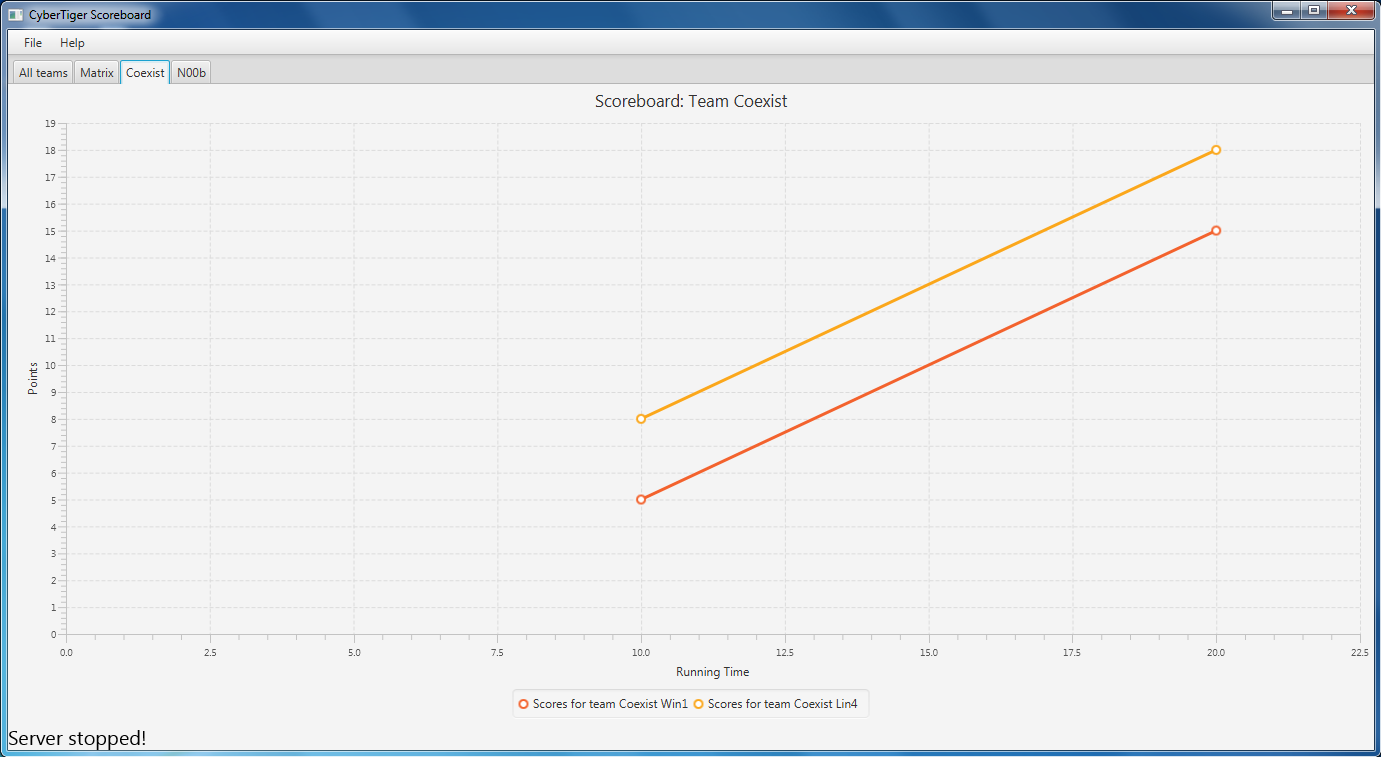 CyberTiger Scoreboard
File Help
All teams Matrix Coexist N00b
Scoreboard: Team Coexist
19
18
17
16
15
14
13
12
11
10
9
8
7
6
5
4
3
2
1
0
Points
0.0 2.5 5.0 7.5 10.0 12.5 15.0 17.5 20.0 22.5
Running Time
Scores for team Coexist Win1 Scores for team Coexist Lin4
Server stopped!